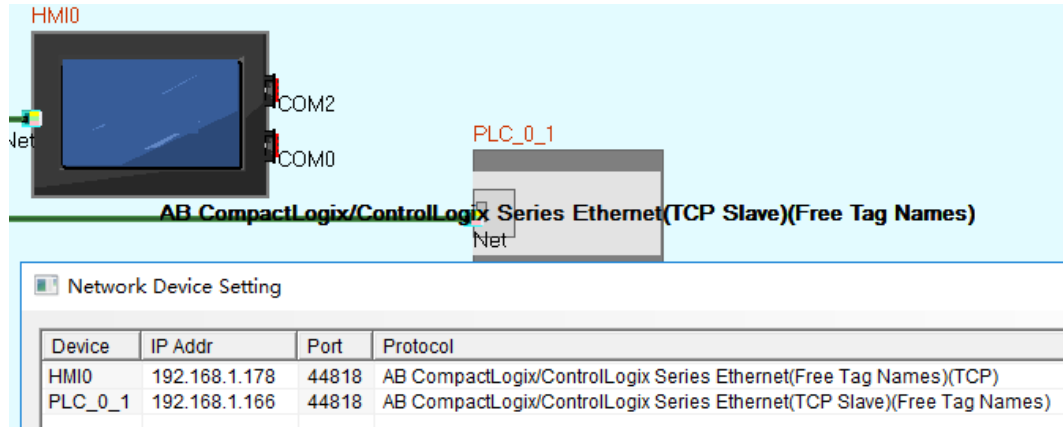 HMI0
COM2
Net
COM0
PLC_0_1
AB CompactLogix/ControlLogix Series Ethernet(TCP Slave)(Free Tag Names)
Net
Network Device Setting
Device IP Addr Port Protocol
HMI0 192.168.1.178 44818 AB CompactLogix/ControlLogix Series Ethernet(Free Tag Names)(TCP)
PLC_0_1 192.168.1.166 44818 AB CompactLogix/ControlLogix Series Ethernet(TCP Slave)(Free Tag Names)